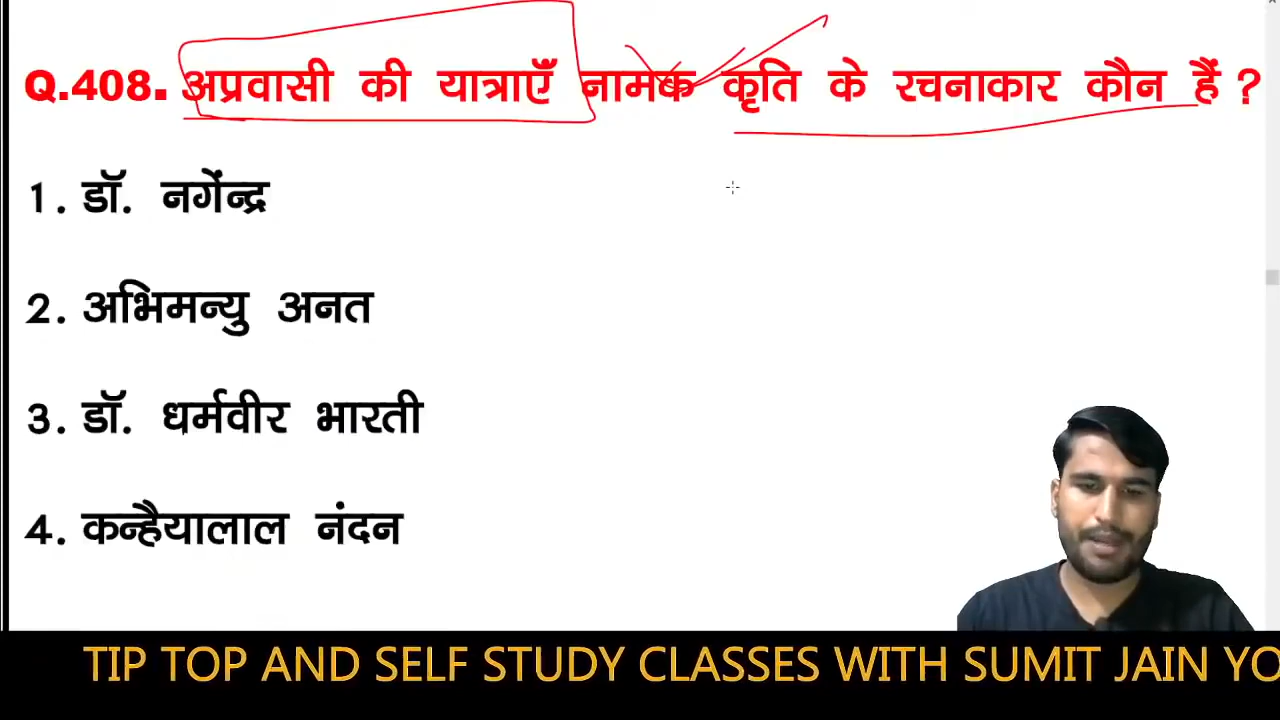 Q.408. अप्रवासी की यात्राएँ नामक कृति के रचनाकार कौन हैं ?
1. डॉ. नगेंन्द्र
2. अभिमन्यु अनत
3. डॉ. धर्मवीर भारती
4. कन्हैयालाल नंदन
TIP TOP AND SELF STUDY CLASSES WITH SUMIT JAIN YO